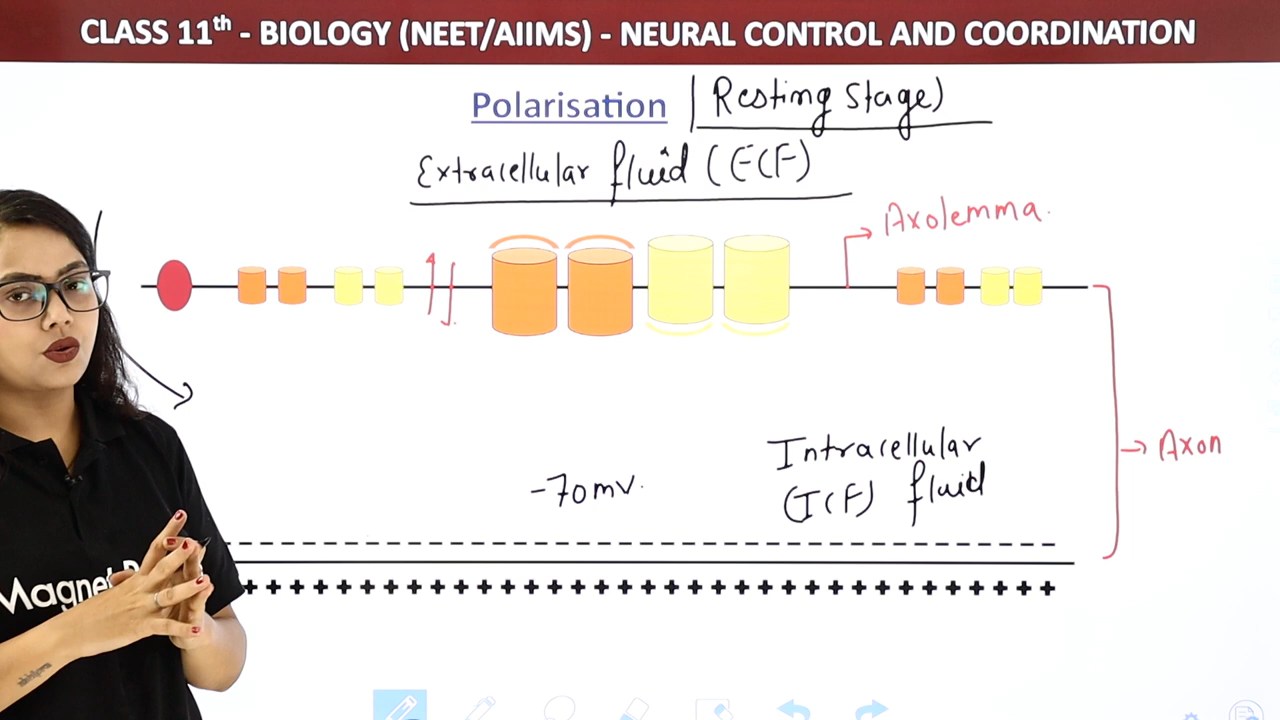 CLASS 11th - BIOLOGY (NEET/AIIMS) - NEURAL CONTROL AND COORDINATION
Polarisation (Resting Stage)
Extracellular fluid (ECF)
Axolemma.
Intracellular
(ICF) fluid
-70mv.
→ Axon
- - - - - - - - - - - - - - - - - - - - - - - - - - - - - - - - - - - - - - -
+ + + + + + + + + + + + + + + + + + + + + + + + + + + + + + + + + + + + + + +
Magnet